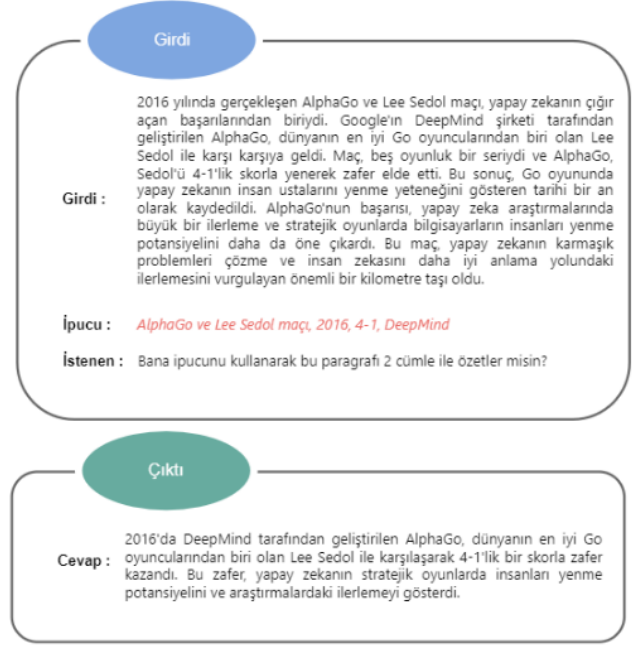 Girdi
2016 yılında gerçekleşen AlphaGo ve Lee Sedol maçı, yapay zekanın çığır
açan başarılarından biriydi. Google'ın DeepMind şirketi tarafından
geliştirilen AlphaGo, dünyanın en iyi Go oyuncularından biri olan Lee
Sedol ile karşı karşıya geldi. Maç, beş oyunluk bir seriydi ve AlphaGo,
Sedol'ü 4-1'lik skorla yenerek zafer elde etti. Bu sonuç, Go oyununda
Girdi : yapay zekanın insan ustalarını yenme yeteneğini gösteren tarihi bir an
olarak kaydedildi. AlphaGo'nun başarısı, yapay zeka araştırmalarında
büyük bir ilerleme ve stratejik oyunlarda bilgisayarların insanları yenme
potansiyelini daha da öne çıkardı. Bu maç, yapay zekanın karmaşık
problemleri çözme ve insan zekasını daha iyi anlama yolundaki
ilerlemesini vurgulayan önemli bir kilometre taşı oldu.
İpucu : AlphaGo ve Lee Sedol maçı, 2016, 4-1, DeepMind
İstenen : Bana ipucunu kullanarak bu paragrafı 2 cümle ile özetler misin?
Çıktı
2016'da DeepMind tarafından geliştirilen AlphaGo, dünyanın en iyi Go
Cevap : oyuncularından biri olan Lee Sedol ile karşılaşarak 4-1'lik bir skorla zafer
kazandı. Bu zafer, yapay zekanın stratejik oyunlarda insanları yenme
potansiyelini ve araştırmalardaki ilerlemeyi gösterdi.